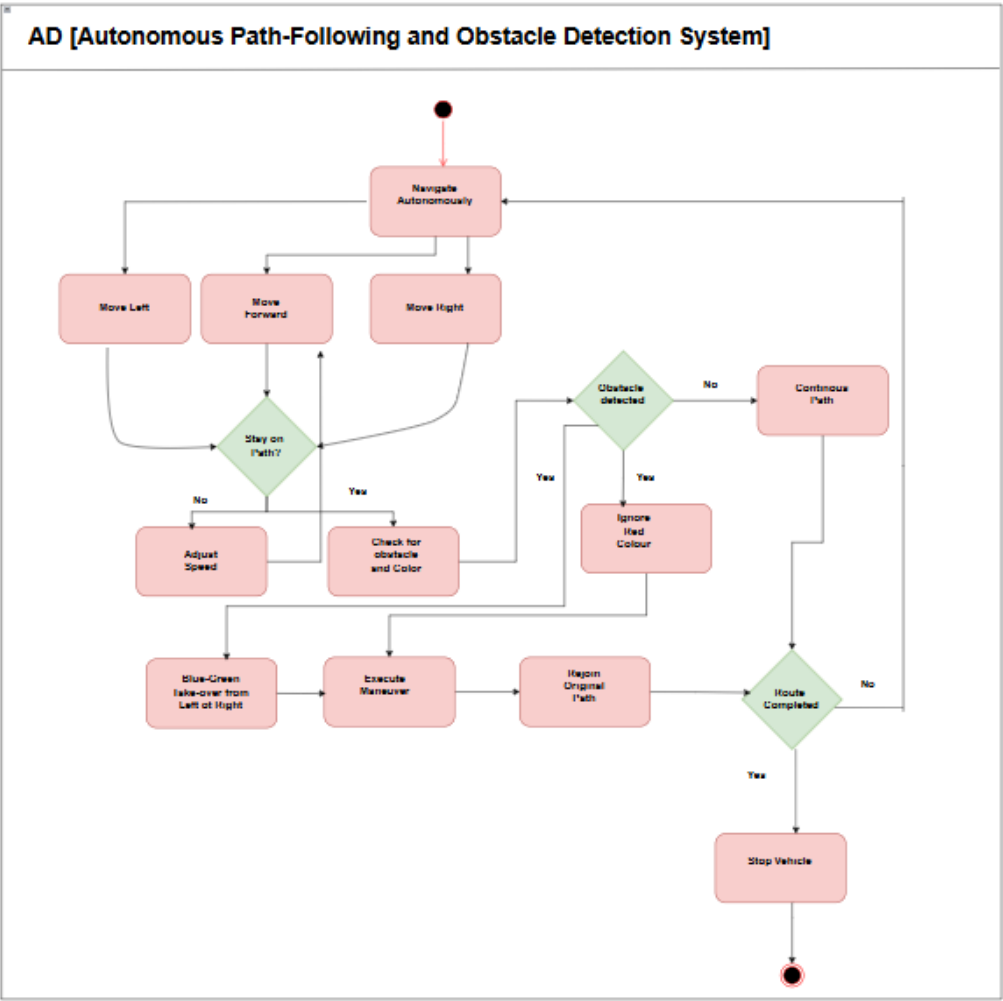 AD [Autonomous Path-Following and Obstacle Detection System]
Navigate
Autonomously
Move Left
Move
Forward
Move Right
Stay on
Path?
No
Yes
Adjust
Speed
Check for
obstacle
and Color
Obstacle
detected
No
Continous
Path
Yes
Yes
Ignore
Red
Colour
Blue-Green
Take-over from
Left ot Right
Execute
Maneuver
Rejoin
Original
Path
Route
Completed
No
Yes
Stop Vehicle